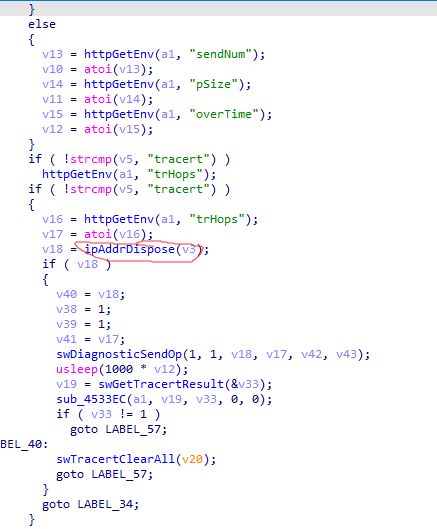 }
else
{
v13 = httpGetEnv(a1, "sendNum");
v10 = atoi(v13);
v14 = httpGetEnv(a1, "pSize");
v11 = atoi(v14);
v15 = httpGetEnv(a1, "overTime");
v12 = atoi(v15);
}
if ( !strcmp(v5, "tracert") )
httpGetEnv(a1, "trHops");
if ( !strcmp(v5, "tracert") )
{
v16 = httpGetEnv(a1, "trHops");
v17 = atoi(v16);
v18 = ipAddrDispose(v3);
if ( v18 )
{
v40 = v18;
v38 = 1;
v39 = 1;
v41 = v17;
swDiagnosticSendOp(1, 1, v18, v17, v42, v43);
usleep(1000 * v12);
v19 = swGetTracertResult(&v33);
sub_4533EC(a1, v19, v33, 0, 0);
if ( v33 != 1 )
goto LABEL_57;
BEL_40:
swTracertClearAll(v20);
goto LABEL_57;
}
goto LABEL_34;
}